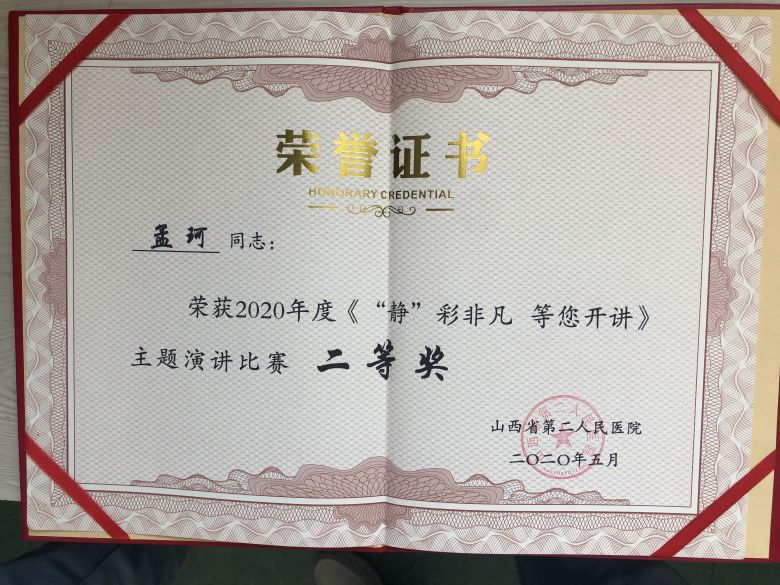 荣誉证书
HONORARY CREDENTIAL
孟珂 同志：
荣获2020年度《“静”彩非凡 等您开讲》
主题演讲比赛 二等奖
山西省第二人民医院
二〇二〇年五月